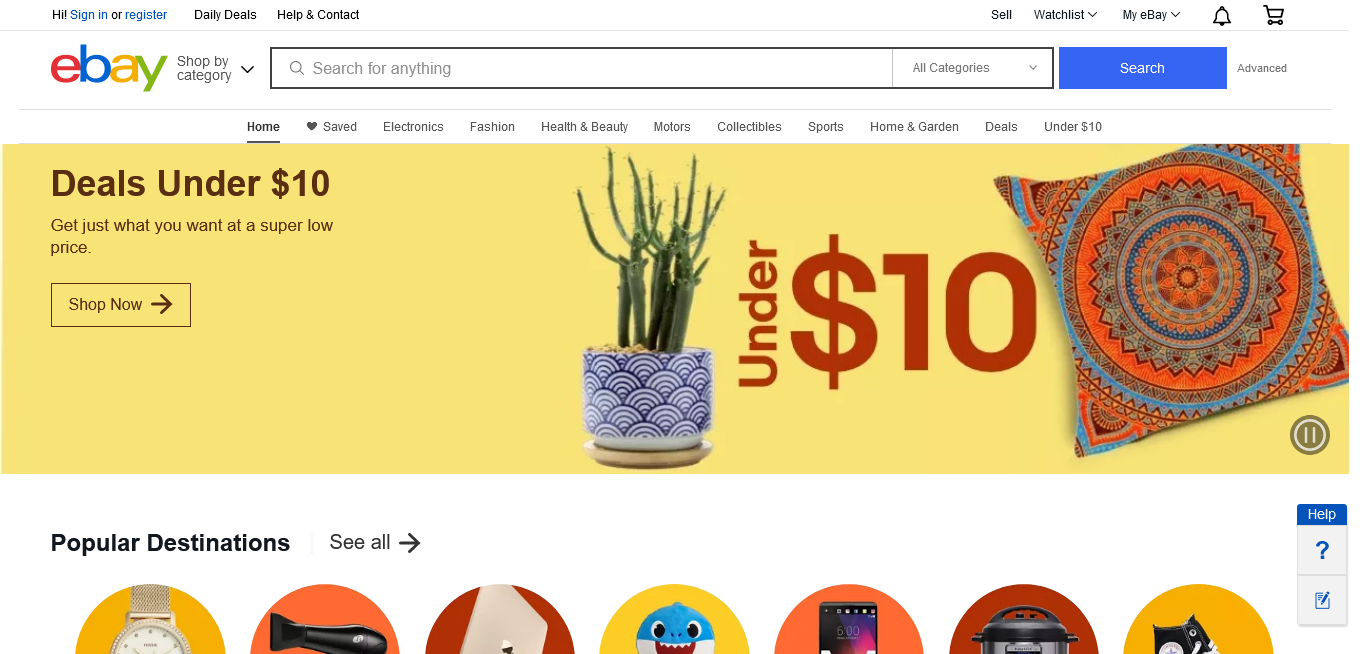 Hi! Sign in or register Daily Deals Help & Contact Sell Watchlist My eBay
ebay
Shop by
category
Search for anything All Categories Search Advanced
Home Saved Electronics Fashion Health & Beauty Motors Collectibles Sports Home & Garden Deals Under $10
Deals Under $10
Get just what you want at a super low
price.
Shop Now
Under $10
Help
?
Popular Destinations See all
6:00